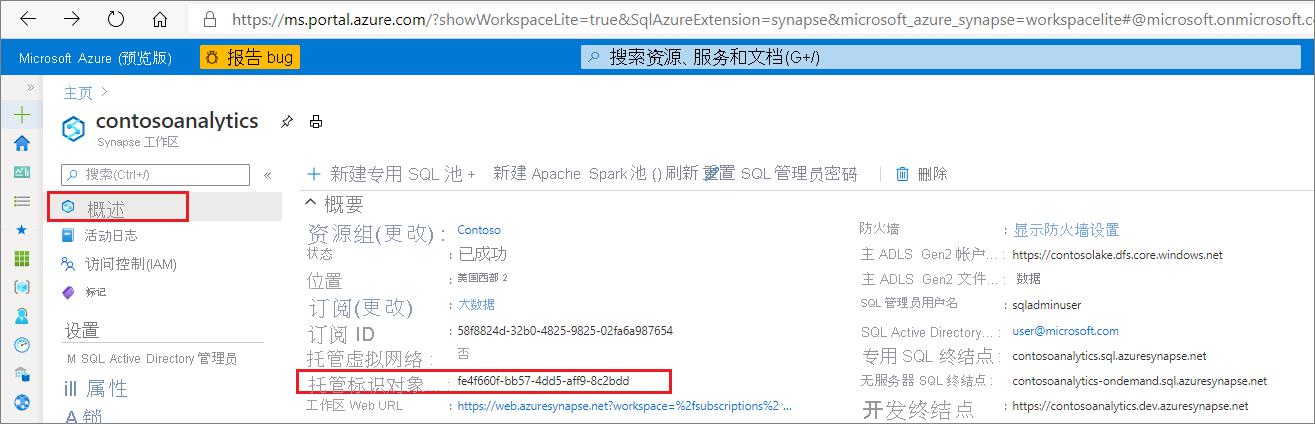 https://ms.portal.azure.com/?showWorkspaceLite=true&SqlAzureExtension=synapse&microsoft_azure_synapse=workspacelite#@microsoft.onmicrosoft.c
Microsoft Azure (预览版)
报告 bug
搜索资源、服务和文档(G+/)
主页
contosoanalytics
Synapse 工作区
搜索(Ctrl+/)
概述
活动日志
访问控制(IAM)
标记
设置
M SQL Active Directory 管理员
ill 属性
A 锁
+ 新建专用 SQL 池 + 新建 Apache Spark 池 () 刷新 重置 SQL 管理员密码 删除
概要
资源组(更改) : Contoso
状态 : 已成功
位置 : 美国西部 2
订阅(更改) : 大数据
订阅 ID : 58f8824d-32b0-4825-9825-02fa6a987654
托管虚拟网络 : 否
托管标识对象... : fe4f660f-bb57-4dd5-aff9-8c2bdd
工作区 Web URL : https://web.azuresynapse.net?workspace=%2fsubscriptions%2...
防火墙 : 显示防火墙设置
主 ADLS Gen2 帐户... : https://contosolake.dfs.core.windows.net
主 ADLS Gen2 文件... : 数据
SQL 管理员用户名 : sqladminuser
SQL Active Directory... : user@microsoft.com
专用 SQL 终结点 : contosoanalytics.sql.azuresynapse.net
无服务器 SQL 终结点 : contosoanalytics-ondemand.sql.azuresynapse.net
开发终结点 : https://contosoanalytics.dev.azuresynapse.net